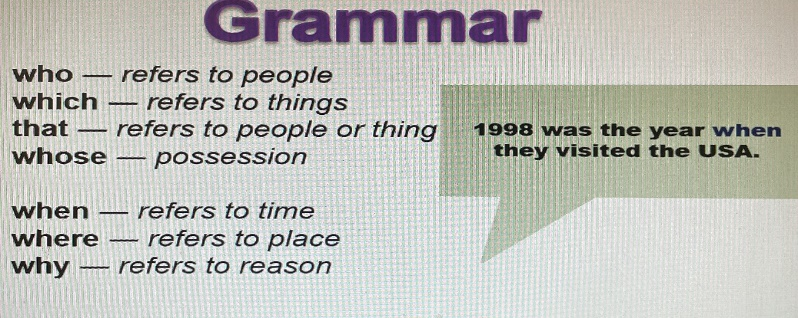 Grammar
who — refers to people
which — refers to things
that — refers to people or thing
whose — possession
when — refers to time
where — refers to place
why — refers to reason
1998 was the year when
they visited the USA.